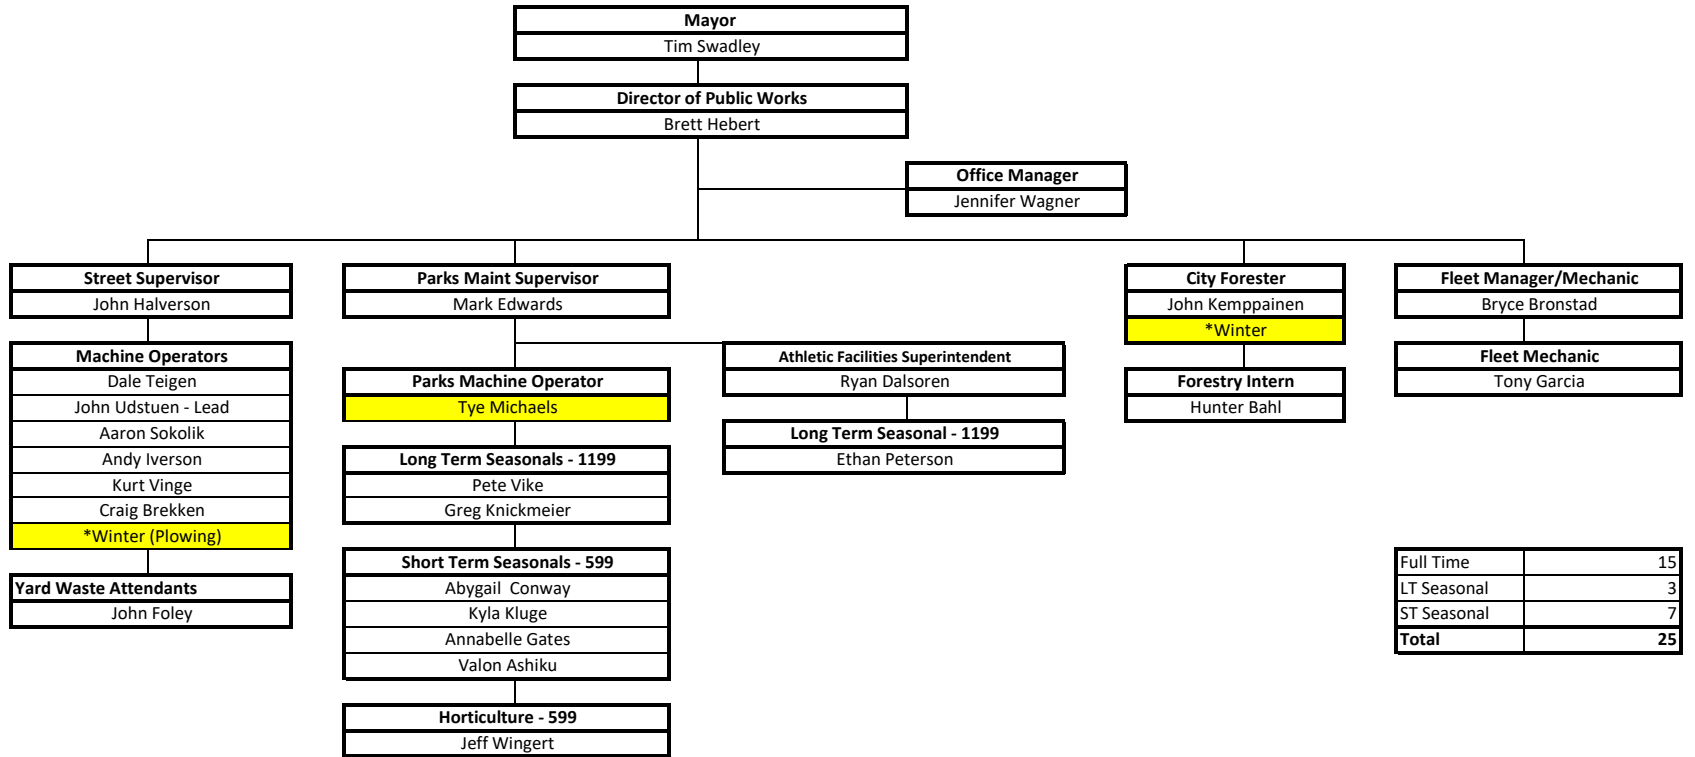 Mayor
Tim Swadley
Director of Public Works
Brett Hebert
Office Manager
Jennifer Wagner
Street Supervisor
John Halverson
Machine Operators
Dale Teigen
John Udstuen - Lead
Aaron Sokolik
Andy Iverson
Kurt Vinge
Craig Brekken
*Winter (Plowing)
Yard Waste Attendants
John Foley
Parks Maint Supervisor
Mark Edwards
Parks Machine Operator
Tye Michaels
Long Term Seasonals - 1199
Pete Vike
Greg Knickmeier
Short Term Seasonals - 599
Abygail  Conway
Kyla Kluge
Annabelle Gates
Valon Ashiku
Horticulture - 599
Jeff Wingert
Athletic Facilities Superintendent
Ryan Dalsoren
Long Term Seasonal - 1199
Ethan Peterson
City Forester
John Kemppainen
*Winter
Forestry Intern
Hunter Bahl
Fleet Manager/Mechanic
Bryce Bronstad
Fleet Mechanic
Tony Garcia
Full Time 15
LT Seasonal 3
ST Seasonal 7
Total 25